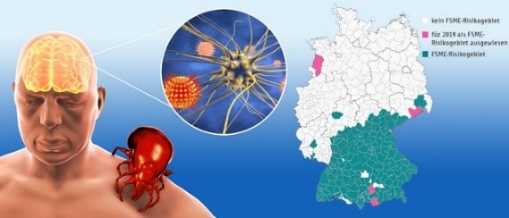 kein FSME-Risikogebiet
für 2019 als FSME-
Risikogebiet ausgewiesen
FSME-Risikogebiet